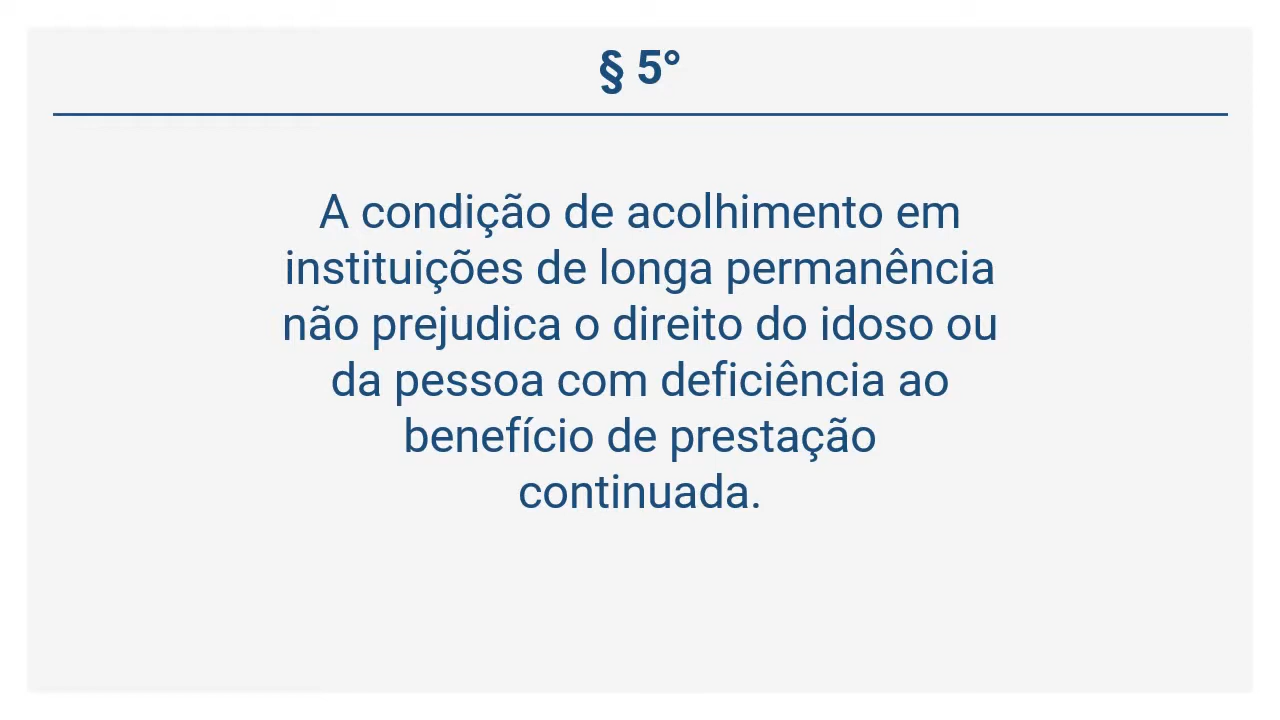 § 5°
A condição de acolhimento em
instituições de longa permanência
não prejudica o direito do idoso ou
da pessoa com deficiência ao
benefício de prestação
continuada.